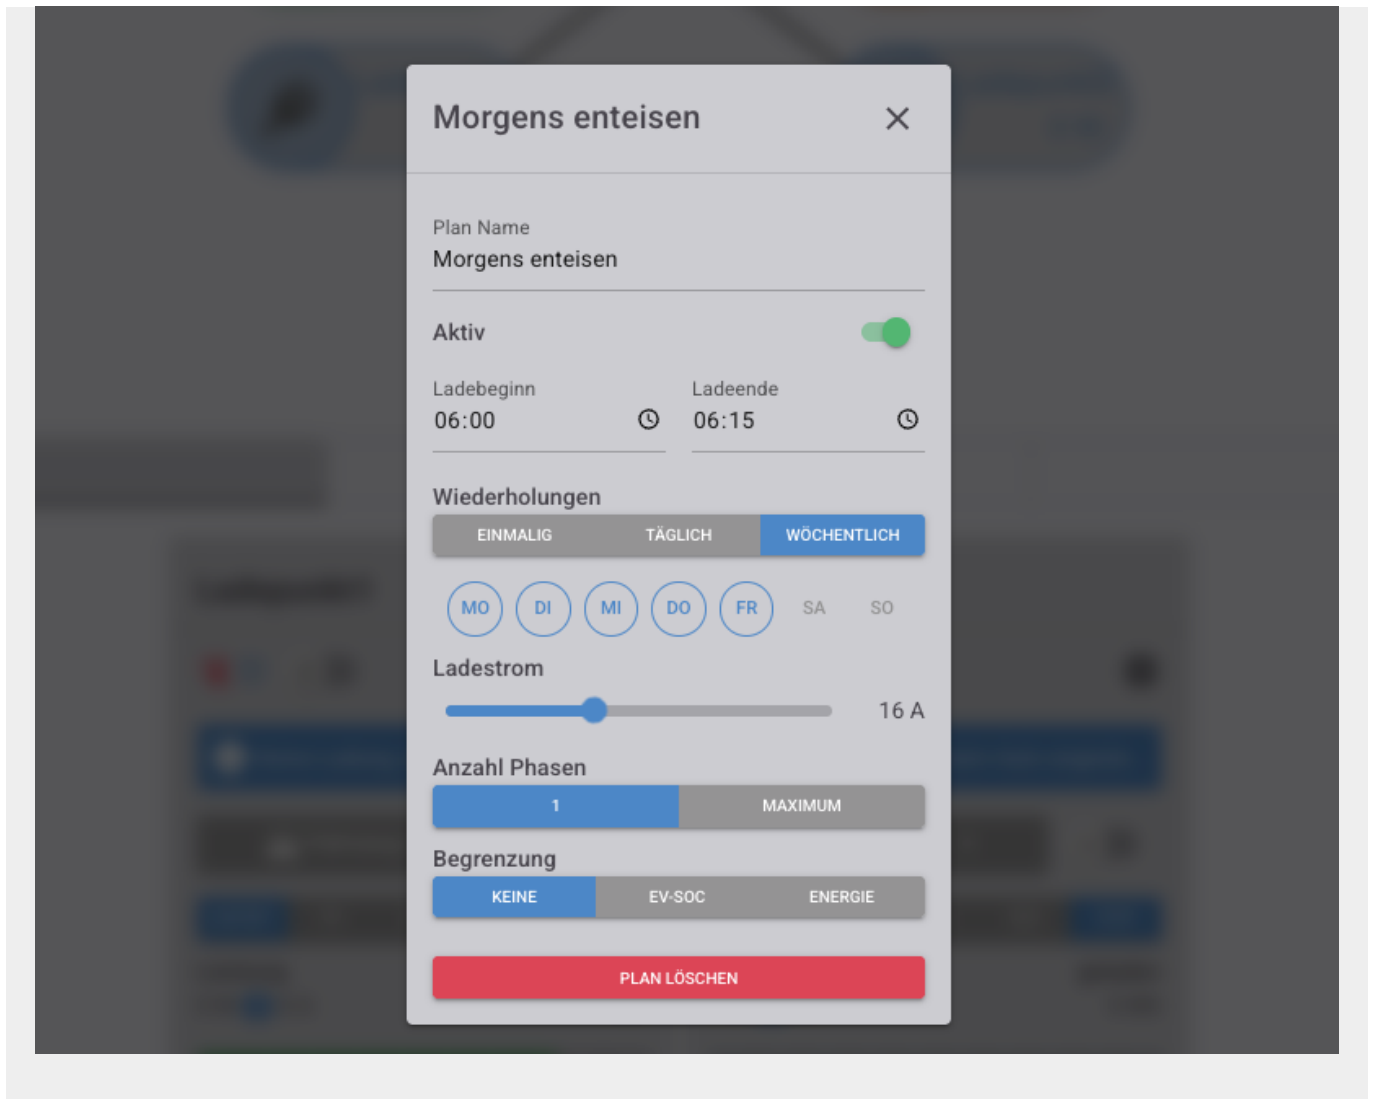 Morgens enteisen
Plan Name
Morgens enteisen
Aktiv
Ladebeginn Ladeende
06:00 06:15
Wiederholungen
EINMALIG TÄGLICH WÖCHENTLICH
MO DI MI DO FR SA SO
Ladestrom
16 A
Anzahl Phasen
1 MAXIMUM
Begrenzung
KEINE EV-SOC ENERGIE
PLAN LÖSCHEN